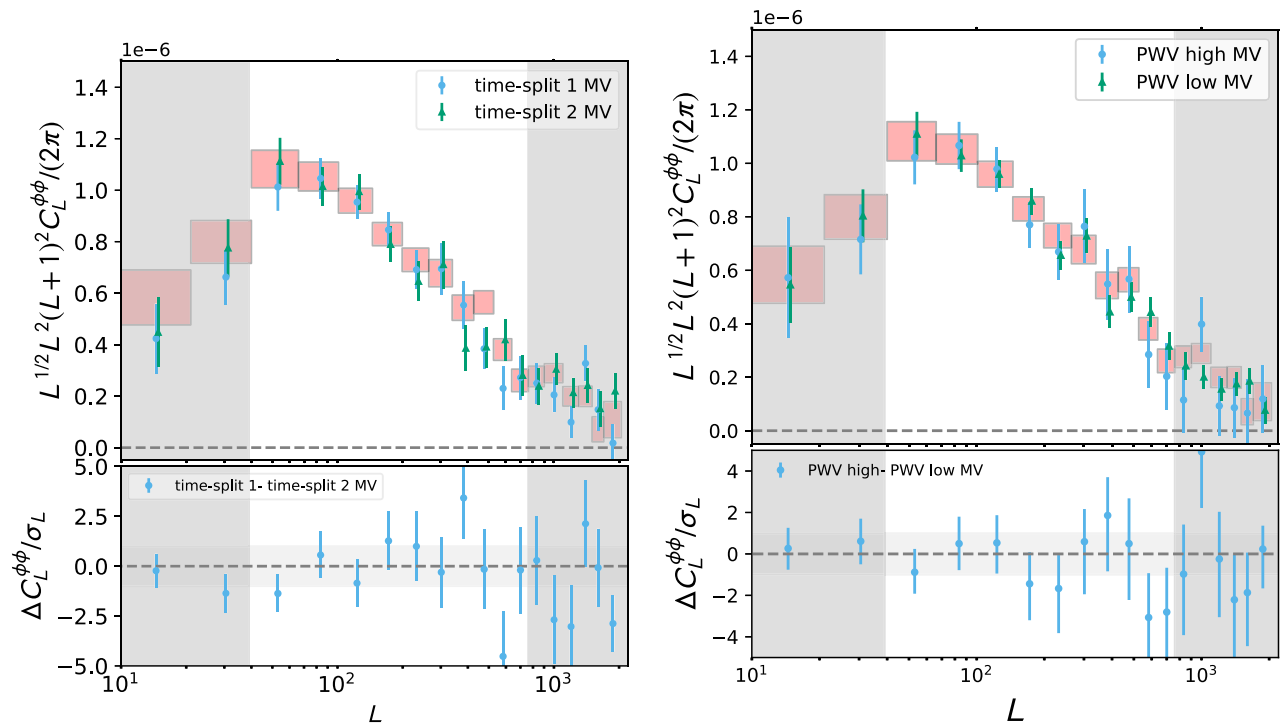 1e−6
L^{1/2}L^2(L+1)^2C_L^{ϕϕ}/(2π)
1.4
1.2
1.0
0.8
0.6
0.4
0.2
0.0
time-split 1 MV
time-split 2 MV
ΔC_L^{ϕϕ}/σ_L
5.0
2.5
0.0
−2.5
−5.0
time-split 1- time-split 2 MV
10^1
10^2
10^3
L
1e−6
L^{1/2}L^2(L+1)^2C_L^{ϕϕ}/(2π)
1.4
1.2
1.0
0.8
0.6
0.4
0.2
0.0
PWV high MV
PWV low MV
ΔC_L^{ϕϕ}/σ_L
4
2
0
−2
−4
PWV high- PWV low MV
10^1
10^2
10^3
L